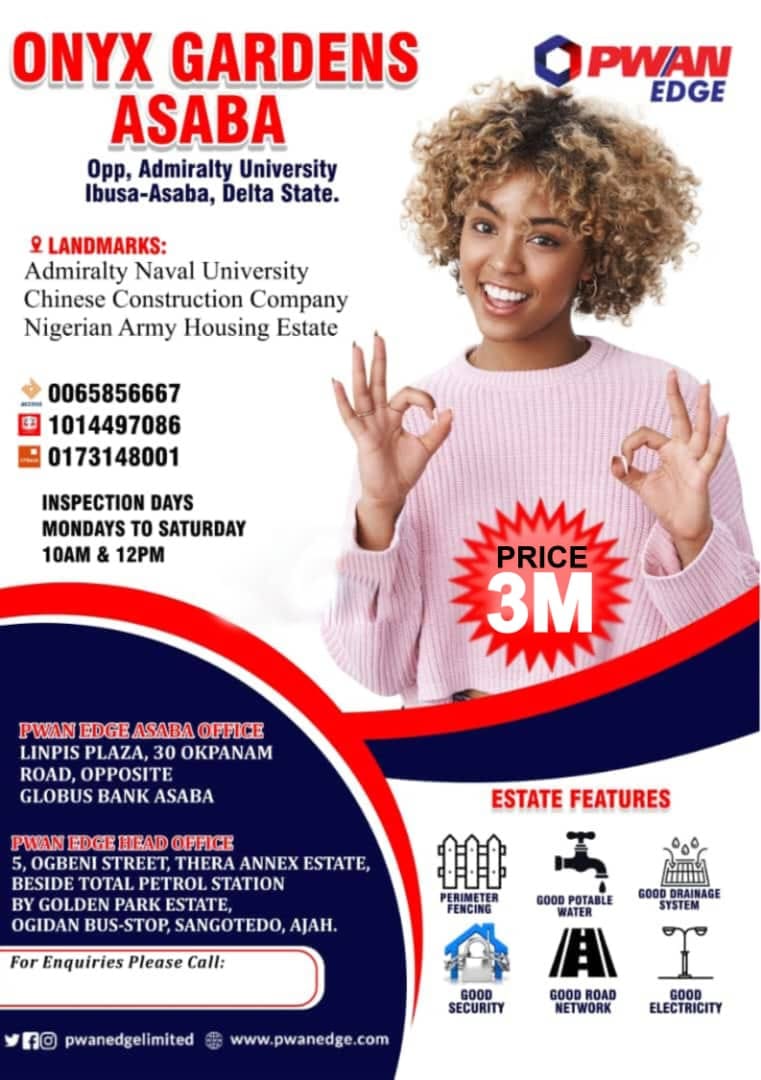 ONYX GARDENS
ASABA
PWAN
EDGE
Opp, Admiralty University
Ibusa-Asaba, Delta State.
LANDMARKS:
Admiralty Naval University
Chinese Construction Company
Nigerian Army Housing Estate
0065856667
1014497086
0173148001
INSPECTION DAYS
MONDAYS TO SATURDAY
10AM & 12PM
PRICE
3M
PWAN EDGE ASABA OFFICE
LINPIS PLAZA, 30 OKPANAM
ROAD, OPPOSITE
GLOBUS BANK ASABA
PWAN EDGE HEAD OFFICE
5, OGBENI STREET, THERA ANNEX ESTATE,
BESIDE TOTAL PETROL STATION
BY GOLDEN PARK ESTATE,
OGIDAN BUS-STOP, SANGOTEDO, AJAH.
For Enquiries Please Call:
pwanedgelimited www.pwanedge.com
ESTATE FEATURES
PERIMETER
FENCING
GOOD POTABLE
WATER
GOOD DRAINAGE
SYSTEM
GOOD
SECURITY
GOOD ROAD
NETWORK
GOOD
ELECTRICITY